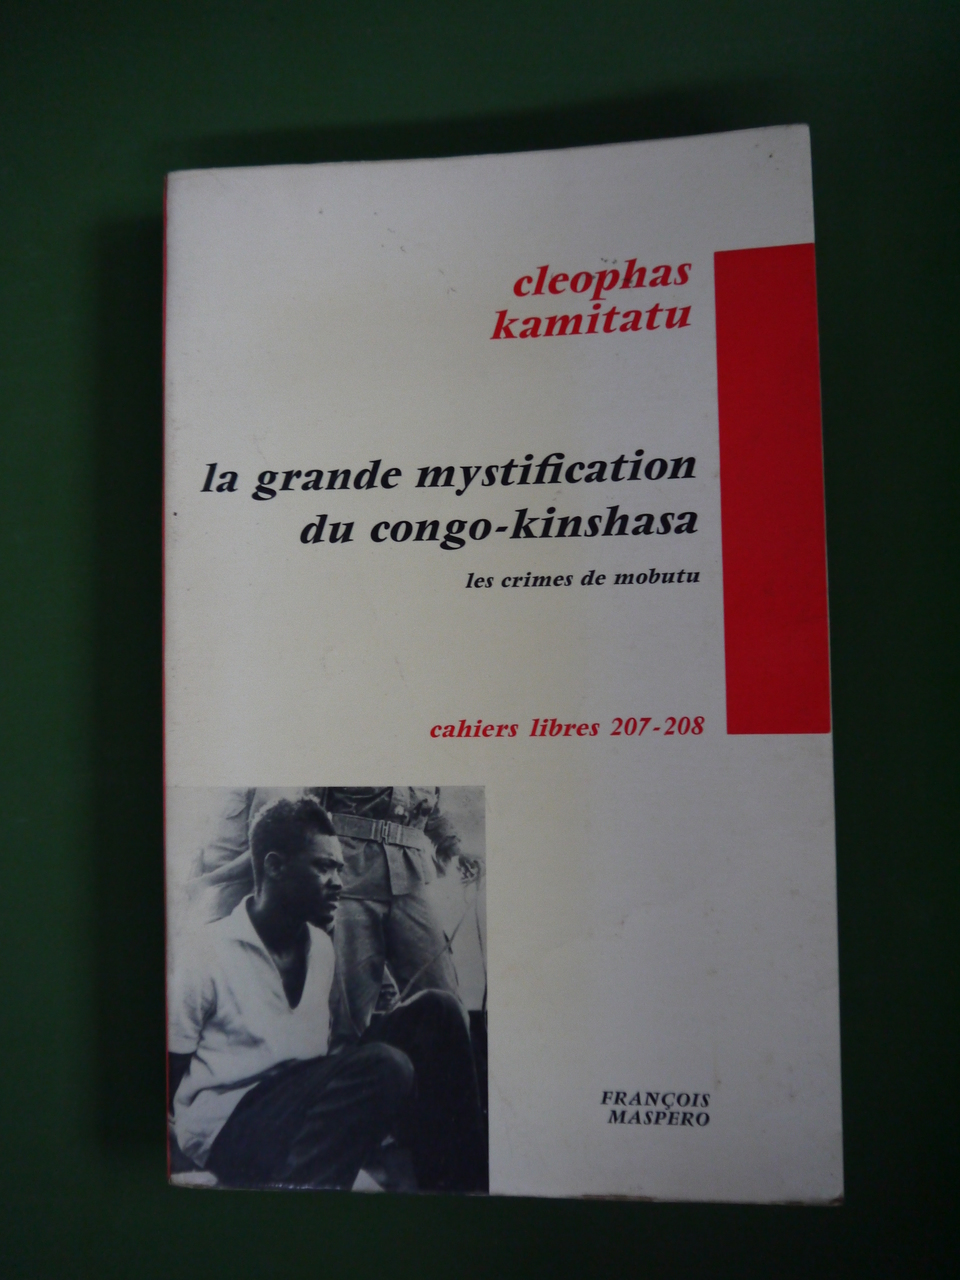 cleophas
kamitatu
la grande mystification
du congo-kinshasa
les crimes de mobutu
cahiers libres 207-208
FRANÇOIS
MASPERO